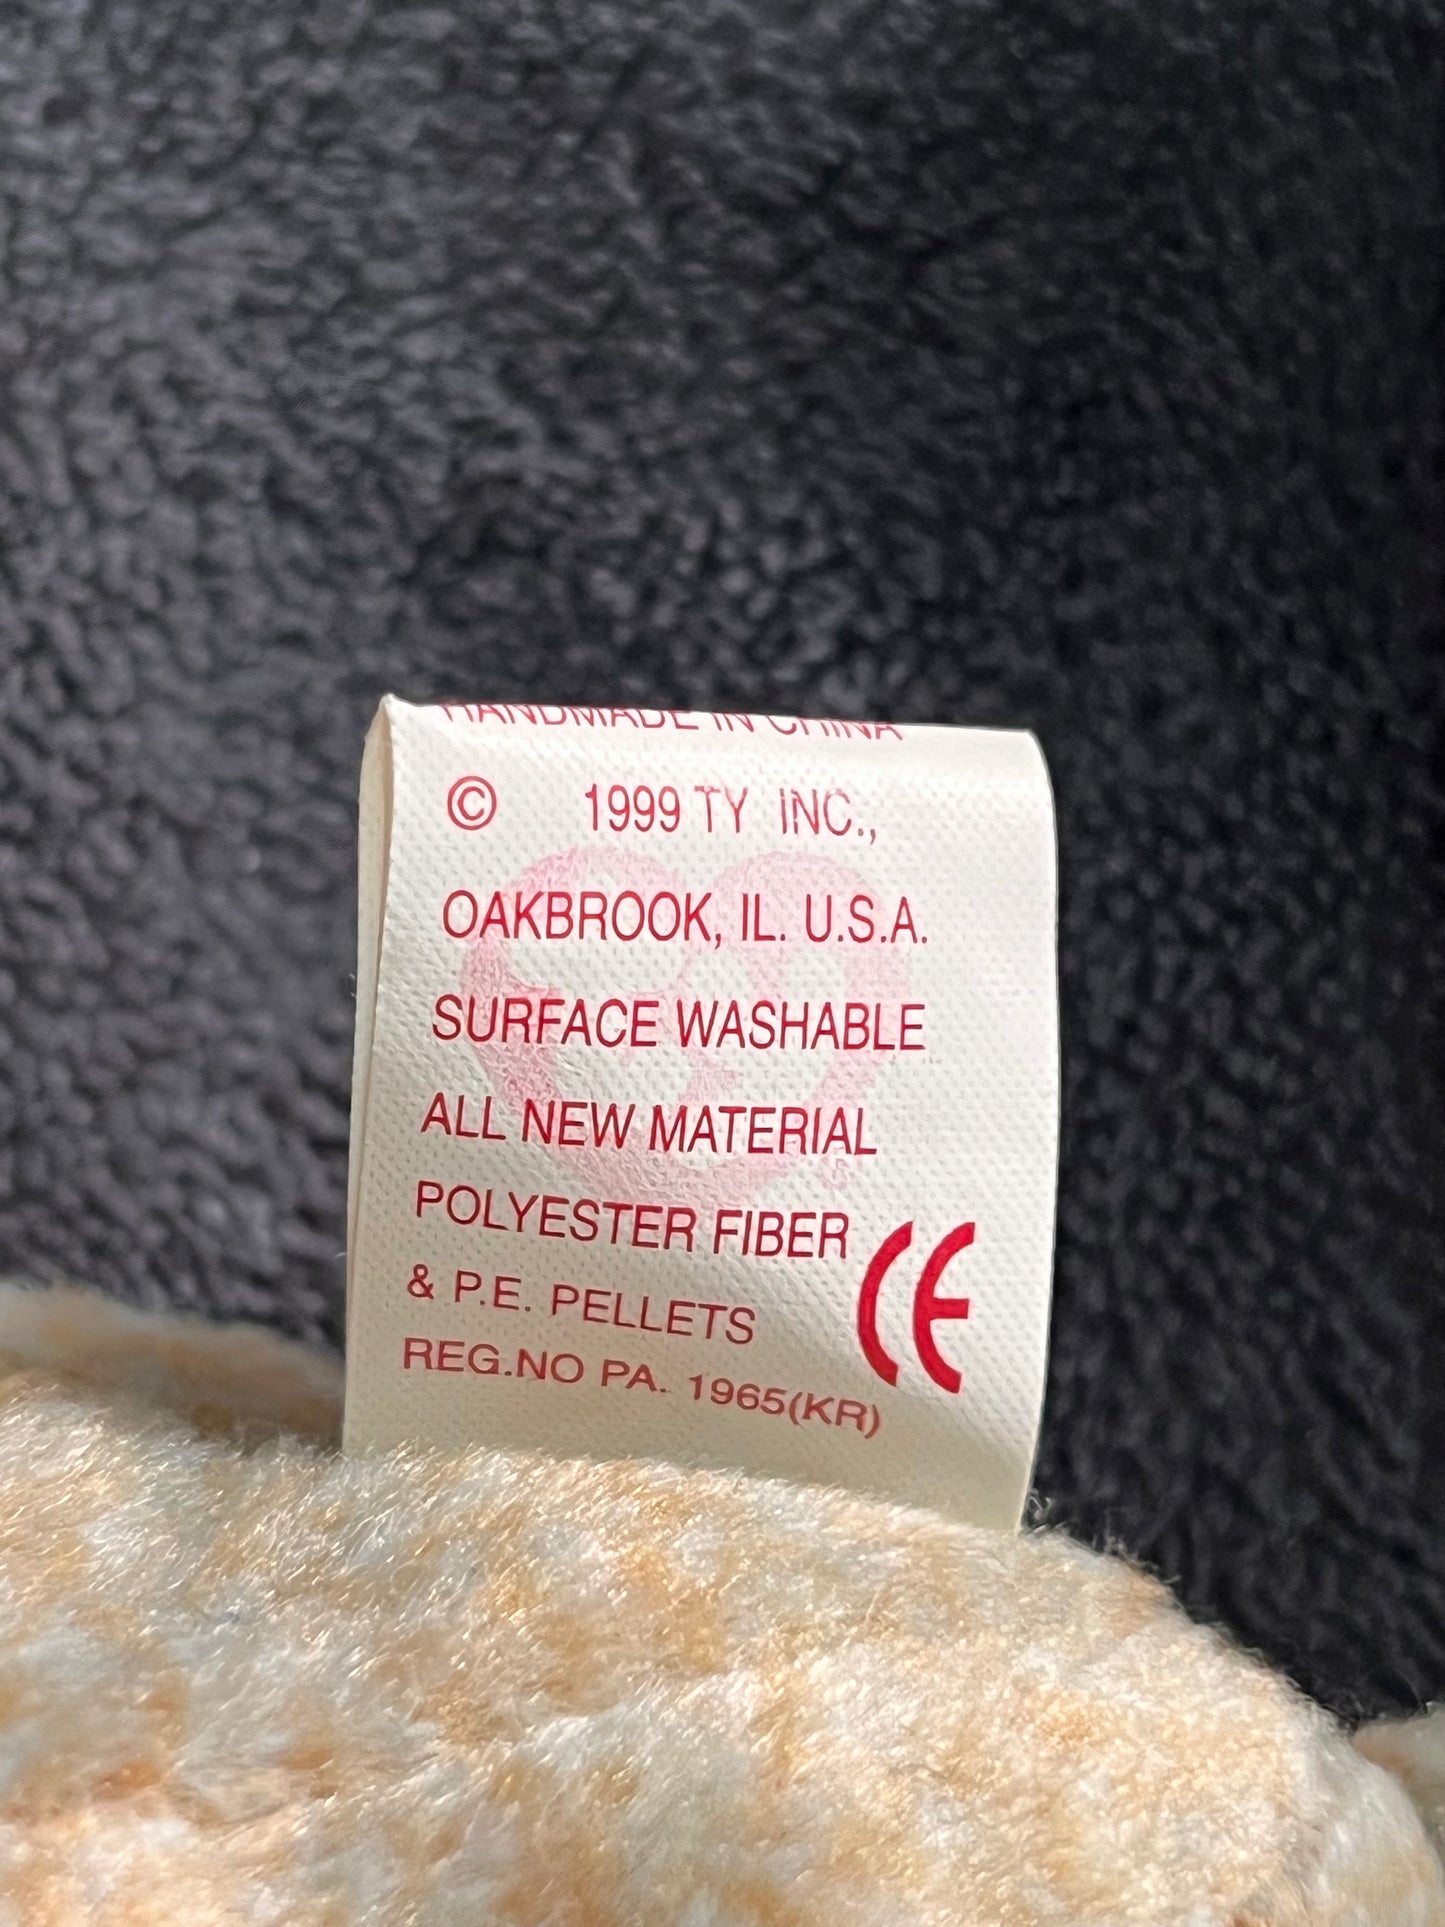 HANDMADE IN CHINA
© 1999 TY INC.,
OAKBROOK, IL. U.S.A.
SURFACE WASHABLE
ALL NEW MATERIAL
POLYESTER FIBER
& P.E. PELLETS
REG.NO PA. 1965(KR)
CE